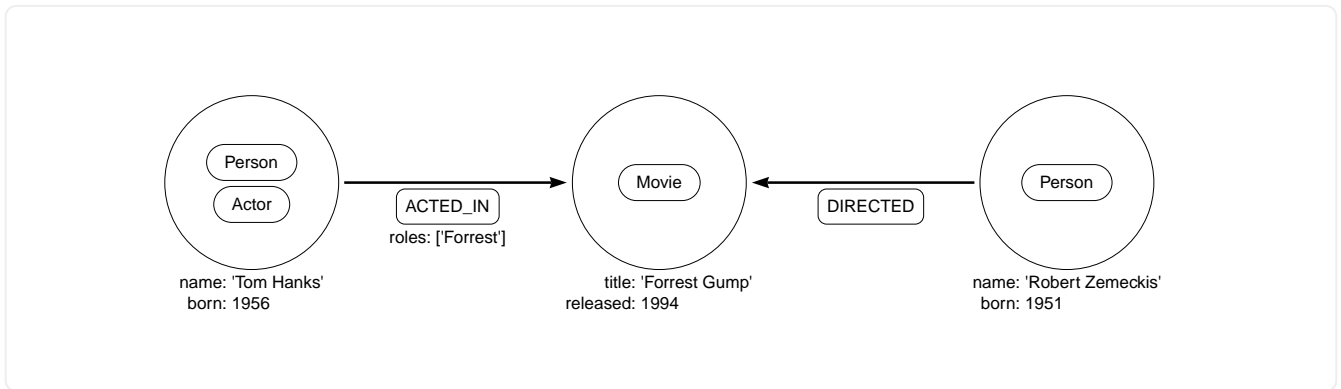 Person
Actor
name: 'Tom Hanks'
born: 1956
ACTED_IN
roles: ['Forrest']
Movie
title: 'Forrest Gump'
released: 1994
DIRECTED
Person
name: 'Robert Zemeckis'
born: 1951